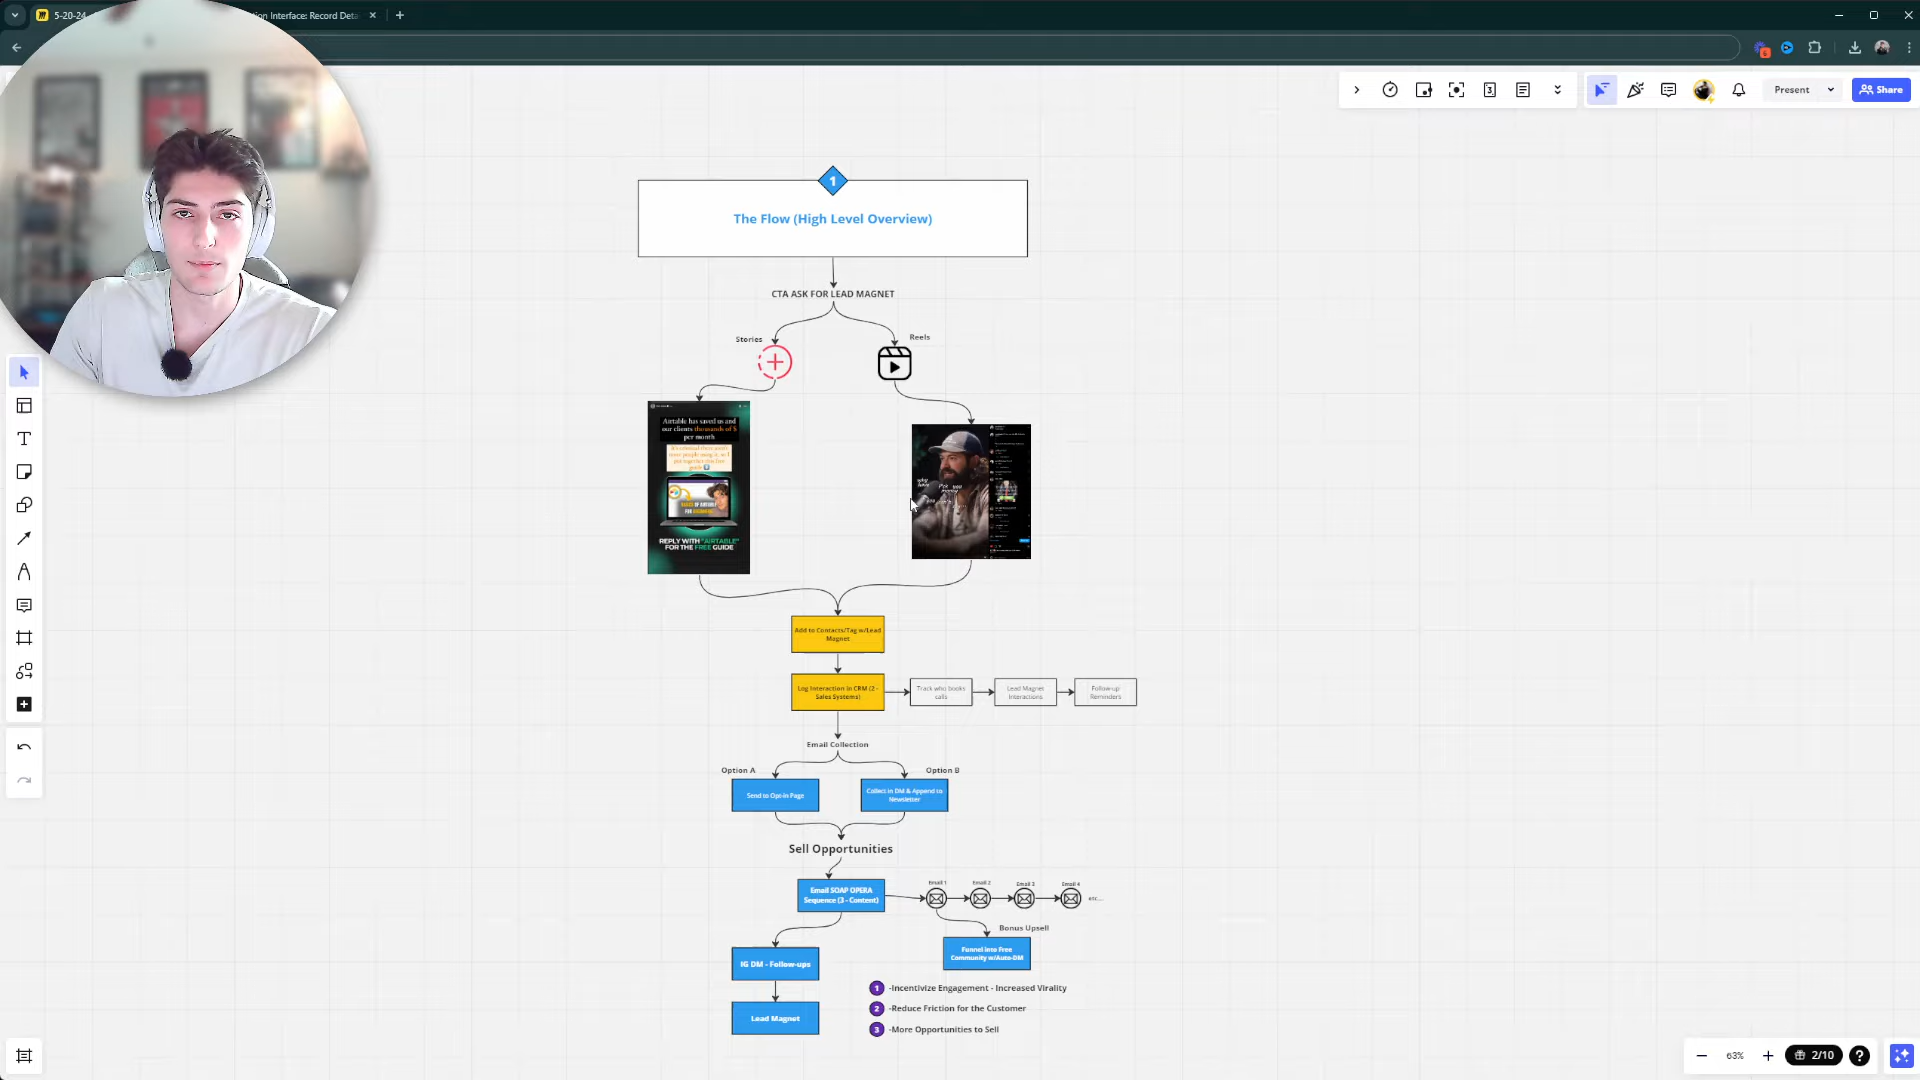 5-20-24
ion Interface: Record Deta
Present
Share
1
The Flow (High Level Overview)
CTA ASK FOR LEAD MAGNET
Stories
Reels
Airtable has saved us and
our clients thousands of $
per month
REPLY WITH "AIRTABLE"
FOR THE FREE GUIDE
Add to Contacts/Tag w/Lead
Magnet
Log Interaction in CRM (2 -
Sales Systems)
Track who books
calls
Lead Magnet
Interactions
Follow-up
Reminders
Email Collection
Option A
Option B
Send to Opt-in Page
Collect in DM & Append to
Newsletter
Sell Opportunities
Email SOAP OPERA
Sequence (3 - Content)
Email 1
Email 2
Email 3
Email 4
etc...
Bonus Upsell
Funnel into Free
Community w/Auto-DM
IG DM - Follow-ups
Lead Magnet
1 -Incentivize Engagement - Increased Virality
2 -Reduce Friction for the Customer
3 -More Opportunities to Sell
63%
2/10